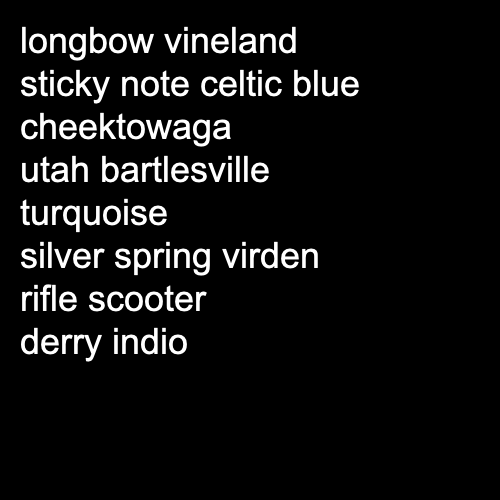 longbow vineland
sticky note celtic blue
cheektowaga
utah bartlesville
turquoise
silver spring virden
rifle scooter
derry indio